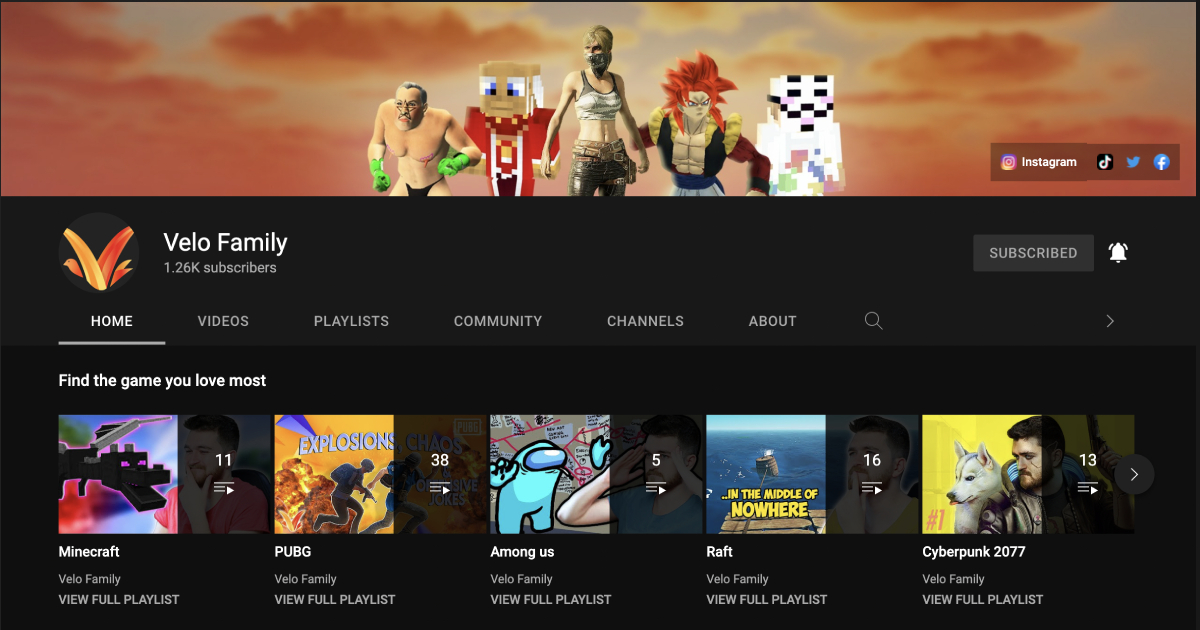 Instagram
Velo Family
1.26K subscribers
SUBSCRIBED
HOME VIDEOS PLAYLISTS COMMUNITY CHANNELS ABOUT
Find the game you love most
11
EXPLOSIONS, CHAOS
PUBG
JOKES
38
5
..IN THE MIDDLE OF
NOWHERE
16
#1
13
Minecraft
Velo Family
VIEW FULL PLAYLIST
PUBG
Velo Family
VIEW FULL PLAYLIST
Among us
Velo Family
VIEW FULL PLAYLIST
Raft
Velo Family
VIEW FULL PLAYLIST
Cyberpunk 2077
Velo Family
VIEW FULL PLAYLIST